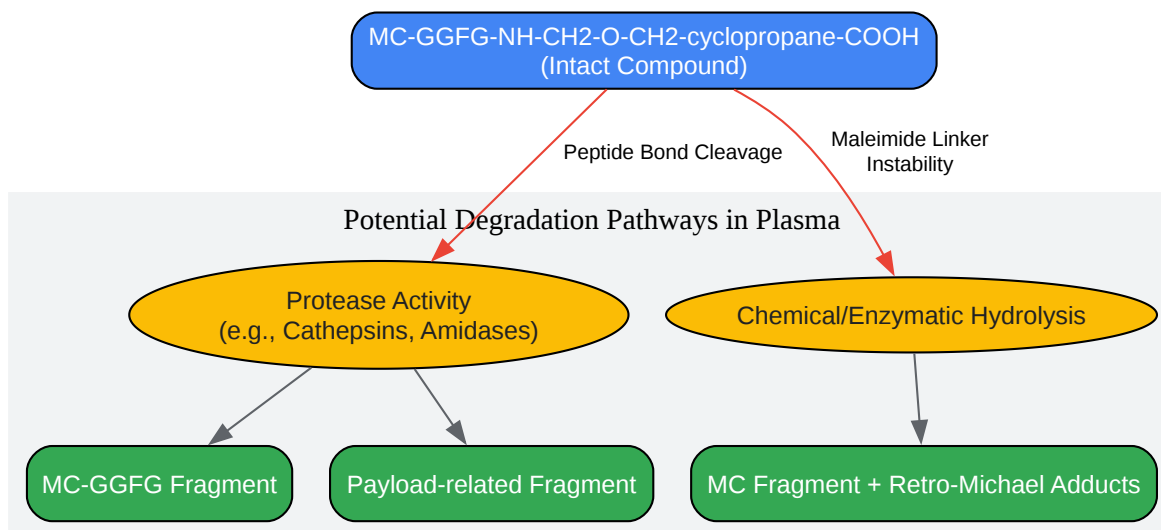 MC-GGFG-NH-CH2-O-CH2-cyclopropane-COOH
(Intact Compound)
Peptide Bond Cleavage
Maleimide Linker
Instability
Potential Degradation Pathways in Plasma
Protease Activity
(e.g., Cathepsins, Amidases)
Chemical/Enzymatic Hydrolysis
MC-GGFG Fragment
Payload-related Fragment
MC Fragment + Retro-Michael Adducts